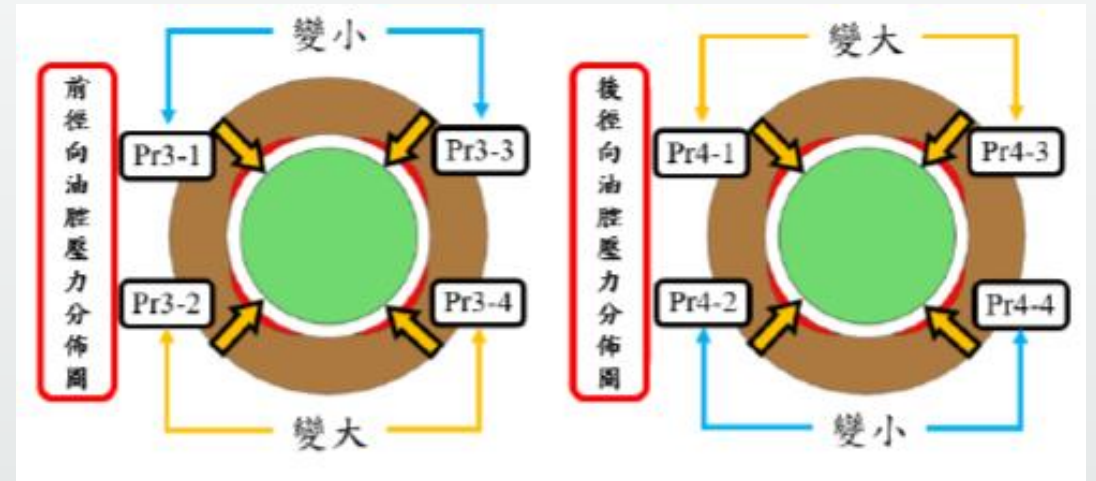 變小
前徑向油腔壓力分佈圖
Pr3-1
Pr3-3
Pr3-2
Pr3-4
變大
變大
後徑向油腔壓力分佈圖
Pr4-1
Pr4-3
Pr4-2
Pr4-4
變小